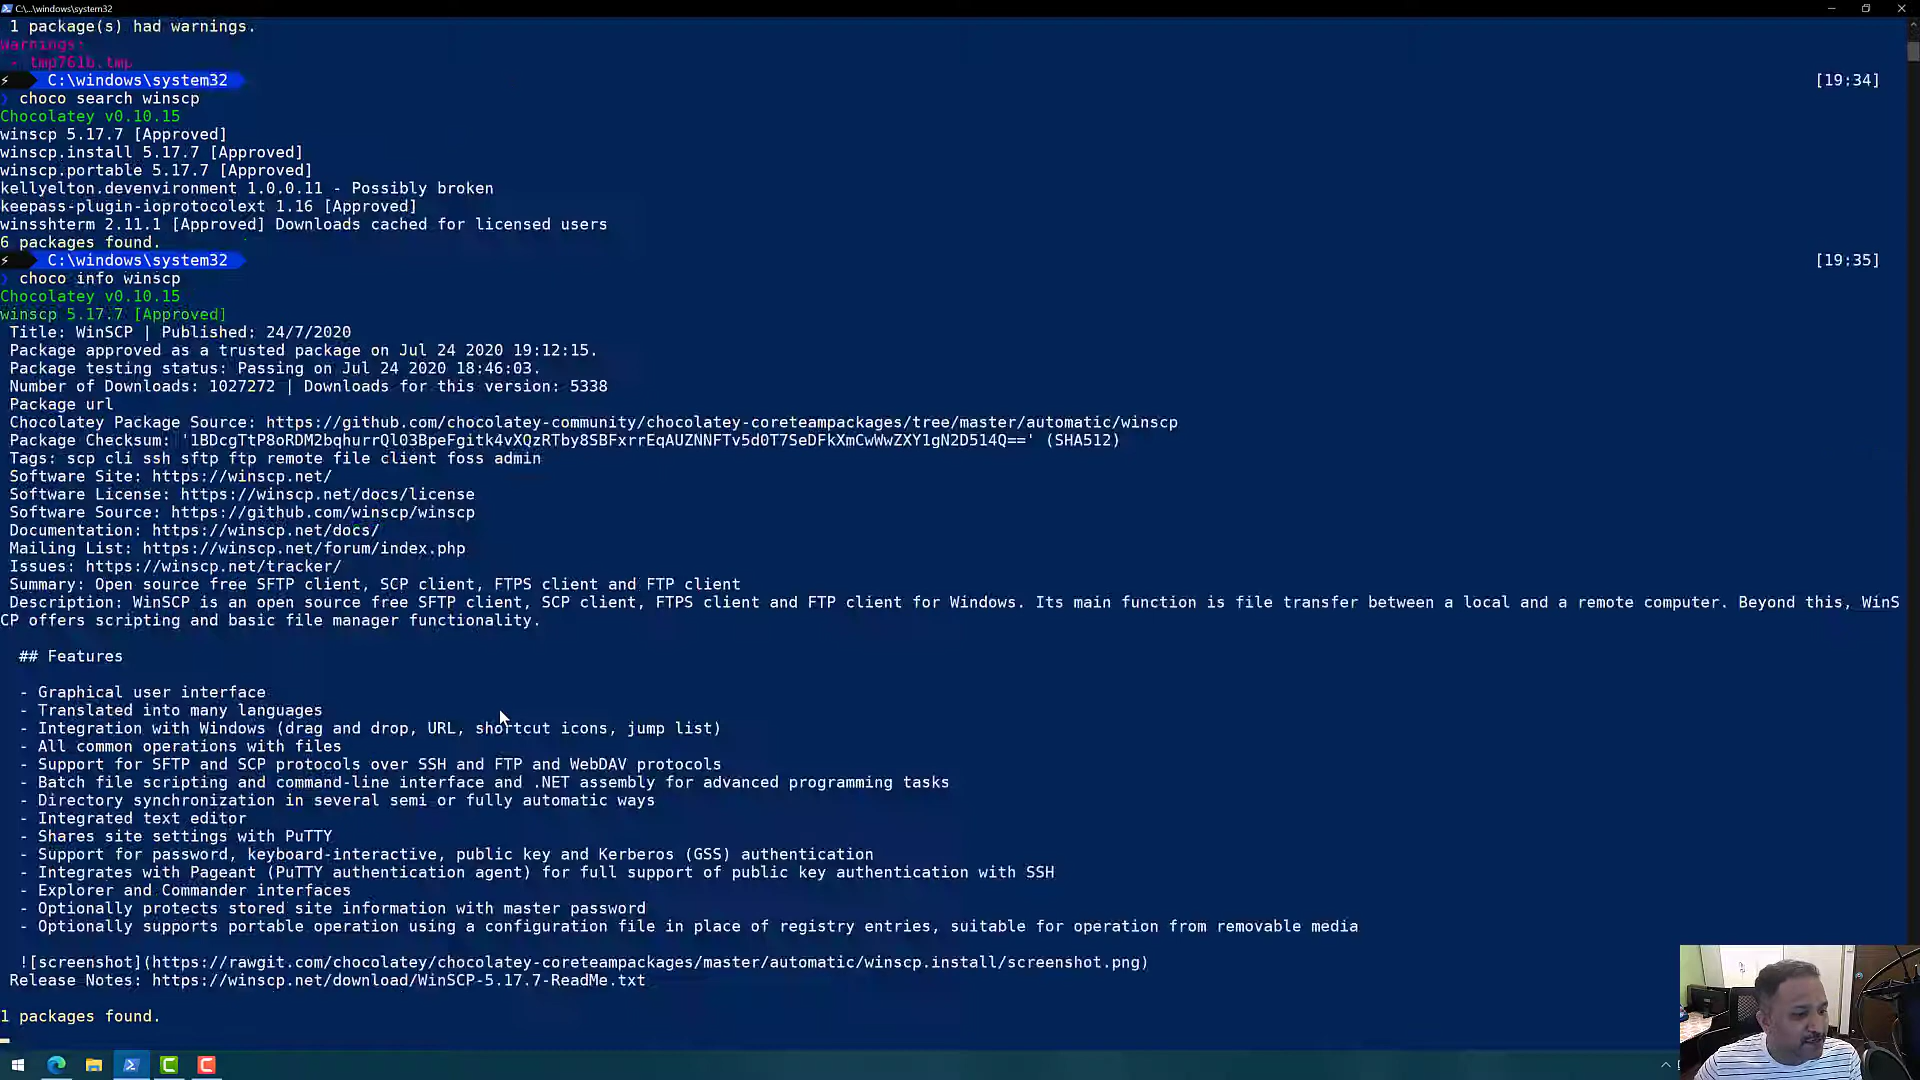 C:\...\windows\system32
1 package(s) had warnings.
Warnings:
- tmp761b.tmp
C:\windows\system32 [19:34]
❯ choco search winscp
Chocolatey v0.10.15
winscp 5.17.7 [Approved]
winscp.install 5.17.7 [Approved]
winscp.portable 5.17.7 [Approved]
kellyelton.devenvironment 1.0.0.11 - Possibly broken
keepass-plugin-ioprotocolext 1.16 [Approved]
winsshterm 2.11.1 [Approved] Downloads cached for licensed users
6 packages found.
C:\windows\system32 [19:35]
❯ choco info winscp
Chocolatey v0.10.15
winscp 5.17.7 [Approved]
Title: WinSCP | Published: 24/7/2020
Package approved as a trusted package on Jul 24 2020 19:12:15.
Package testing status: Passing on Jul 24 2020 18:46:03.
Number of Downloads: 1027272 | Downloads for this version: 5338
Package url
Chocolatey Package Source: https://github.com/chocolatey-community/chocolatey-coreteampackages/tree/master/automatic/winscp
Package Checksum: '1BDcgTtP8oRDM2bqhurrQl03BpeFgitk4vXQzRTby8SBFxrrEqAUZNNFTv5d0T7SeDFkXmCwWwZXY1gN2D514Q==' (SHA512)
Tags: scp cli ssh sftp ftp remote file client foss admin
Software Site: https://winscp.net/
Software License: https://winscp.net/docs/license
Software Source: https://github.com/winscp/winscp
Documentation: https://winscp.net/docs/
Mailing List: https://winscp.net/forum/index.php
Issues: https://winscp.net/tracker/
Summary: Open source free SFTP client, SCP client, FTPS client and FTP client
Description: WinSCP is an open source free SFTP client, SCP client, FTPS client and FTP client for Windows. Its main function is file transfer between a local and a remote computer. Beyond this, WinS
CP offers scripting and basic file manager functionality.
## Features
- Graphical user interface
- Translated into many languages
- Integration with Windows (drag and drop, URL, shortcut icons, jump list)
- All common operations with files
- Support for SFTP and SCP protocols over SSH and FTP and WebDAV protocols
- Batch file scripting and command-line interface and .NET assembly for advanced programming tasks
- Directory synchronization in several semi or fully automatic ways
- Integrated text editor
- Shares site settings with PuTTY
- Support for password, keyboard-interactive, public key and Kerberos (GSS) authentication
- Integrates with Pageant (PuTTY authentication agent) for full support of public key authentication with SSH
- Explorer and Commander interfaces
- Optionally protects stored site information with master password
- Optionally supports portable operation using a configuration file in place of registry entries, suitable for operation from removable media
![screenshot](https://rawgit.com/chocolatey/chocolatey-coreteampackages/master/automatic/winscp.install/screenshot.png)
Release Notes: https://winscp.net/download/WinSCP-5.17.7-ReadMe.txt
1 packages found.